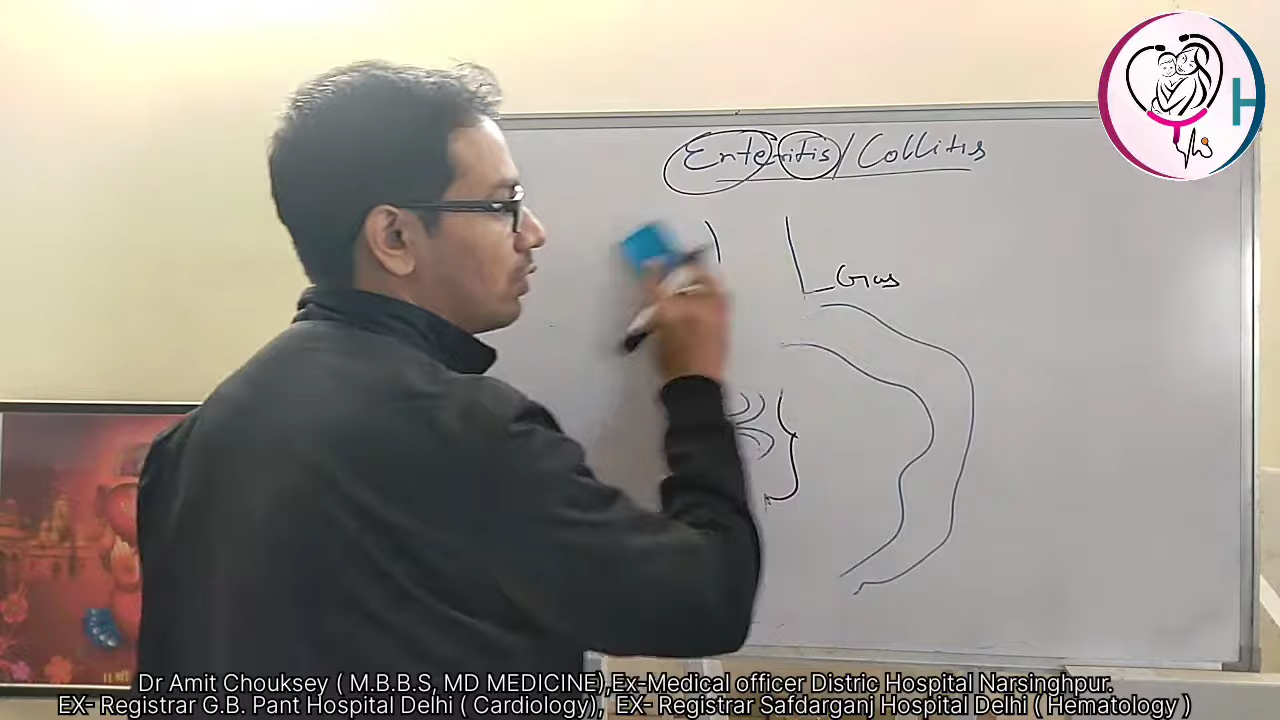 Enteritis/Collitis
Gas
H
Dr Amit Chouksey ( M.B.B.S, MD MEDICINE),Ex-Medical officer Distric Hospital Narsinghpur.
EX- Registrar G.B. Pant Hospital Delhi ( Cardiology), EX- Registrar Safdarganj Hospital Delhi ( Hematology )